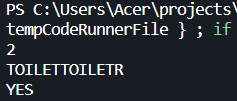 PS C:\Users\Acer\projects\
tempCodeRunnerFile } ; if
2
TOILETTOILETR
YES